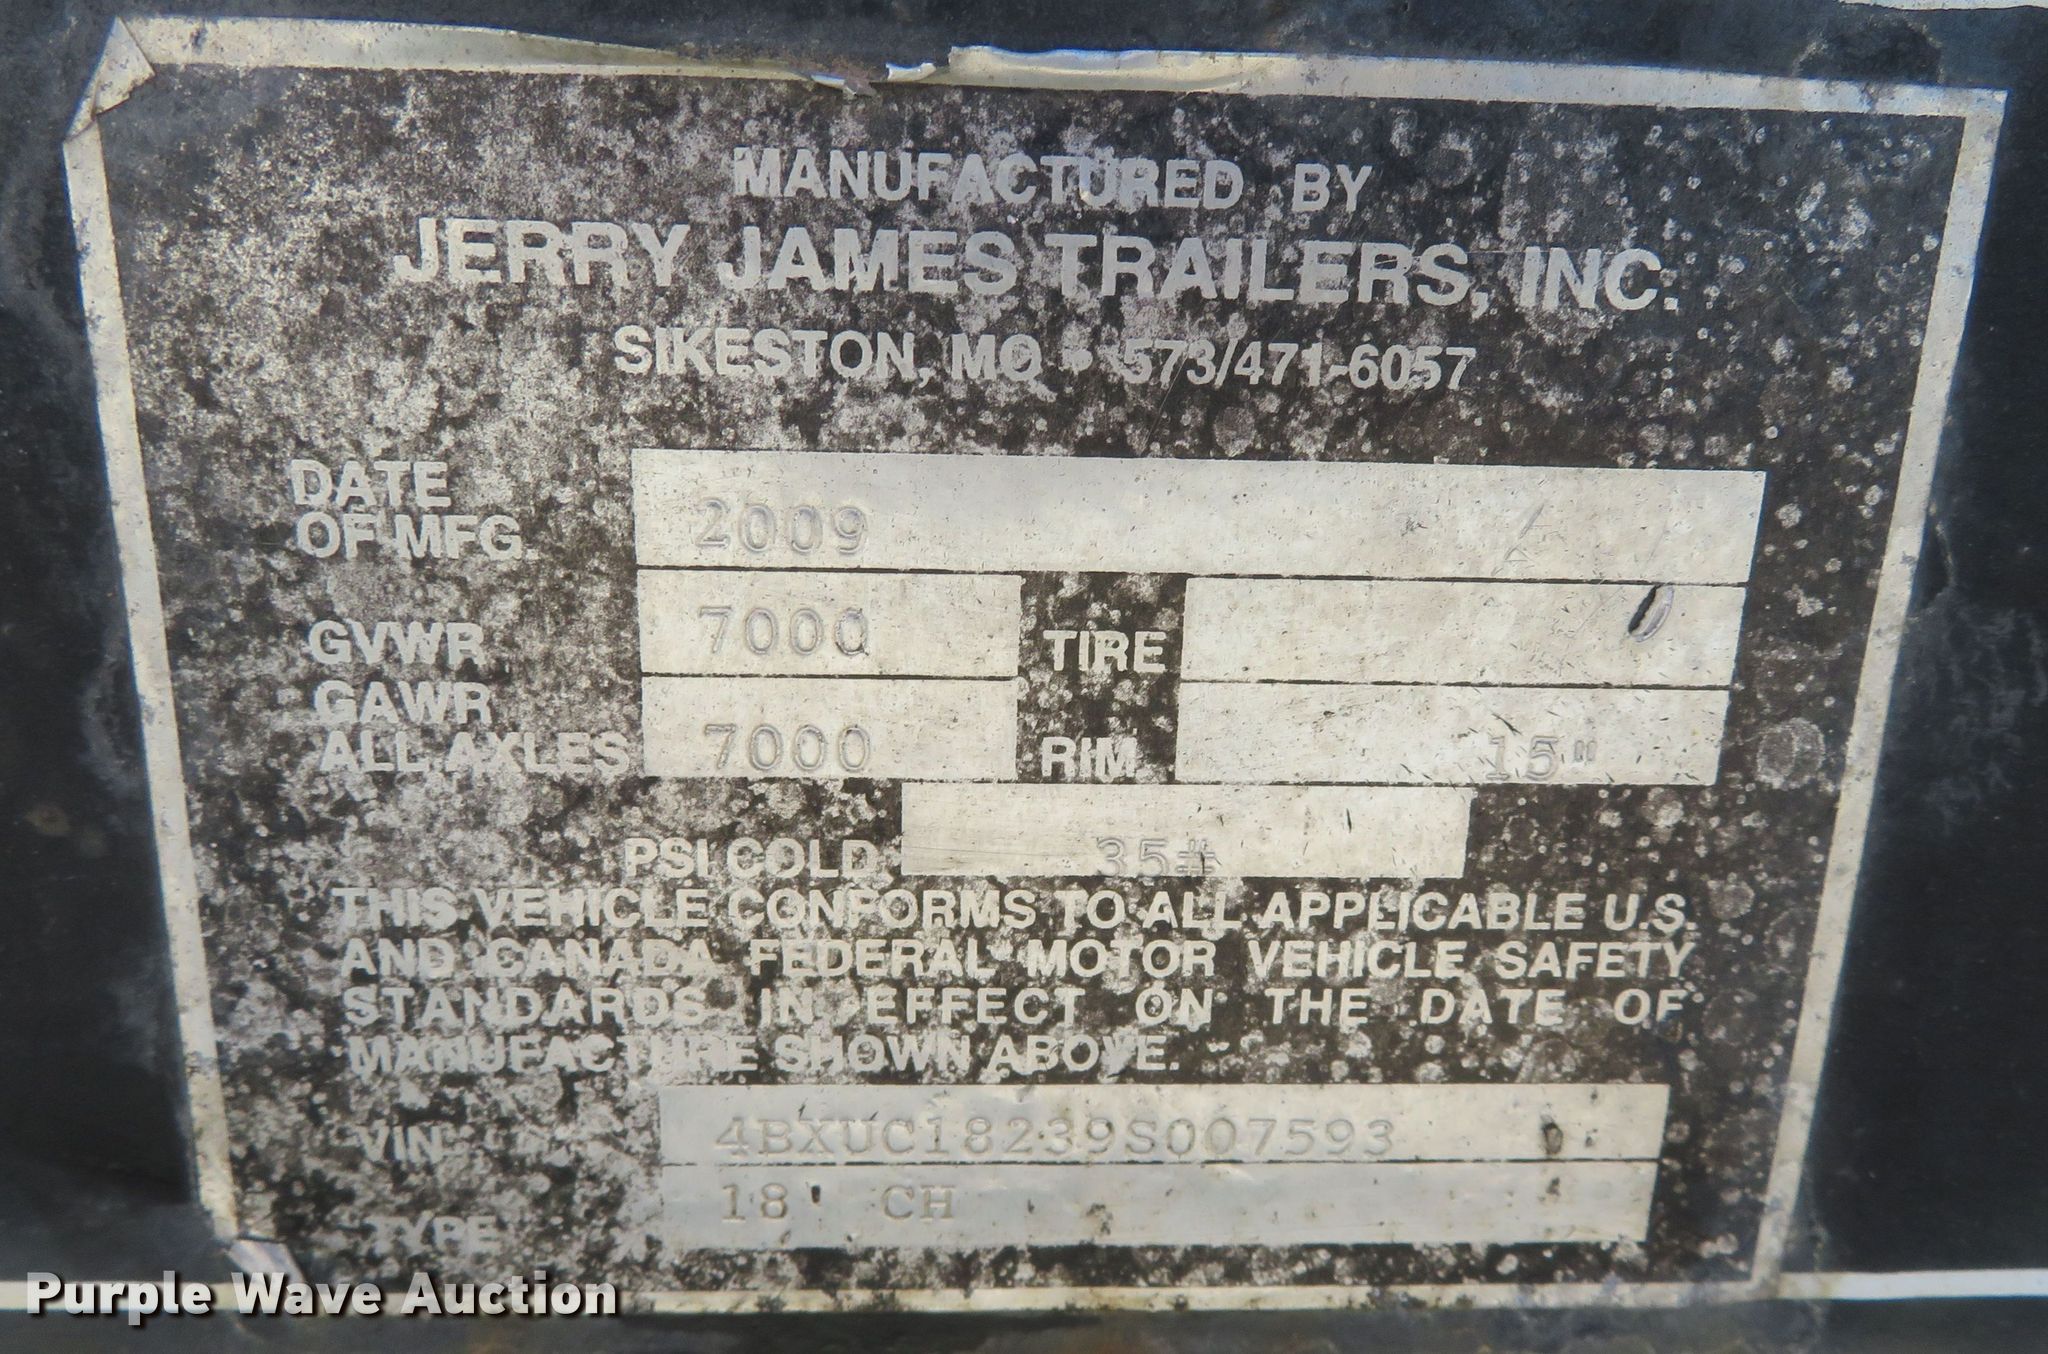 MANUFACTURED BY
JERRY JAMES TRAILERS, INC.
SIKESTON, MO • 573/471-6057
DATE
OF MFG. 2009
GVWR 7000 TIRE
GAWR
ALL AXLES 7000 RIM 15"
PSI COLD 35#
THIS VEHICLE CONFORMS TO ALL APPLICABLE U.S.
AND CANADA FEDERAL MOTOR VEHICLE SAFETY
STANDARDS IN EFFECT ON THE DATE OF
MANUFACTURE SHOWN ABOVE.
VIN 4BXUC18239S007593
TYPE 18' CH
Purple Wave Auction